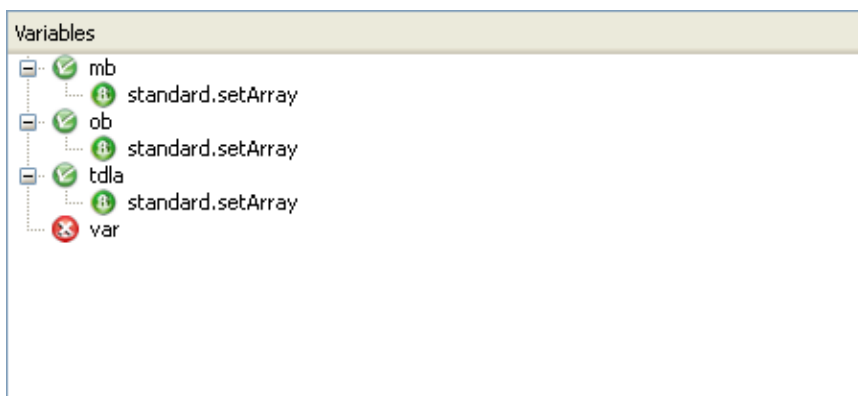 Variables
mb
standard.setArray
ob
standard.setArray
tdla
standard.setArray
var